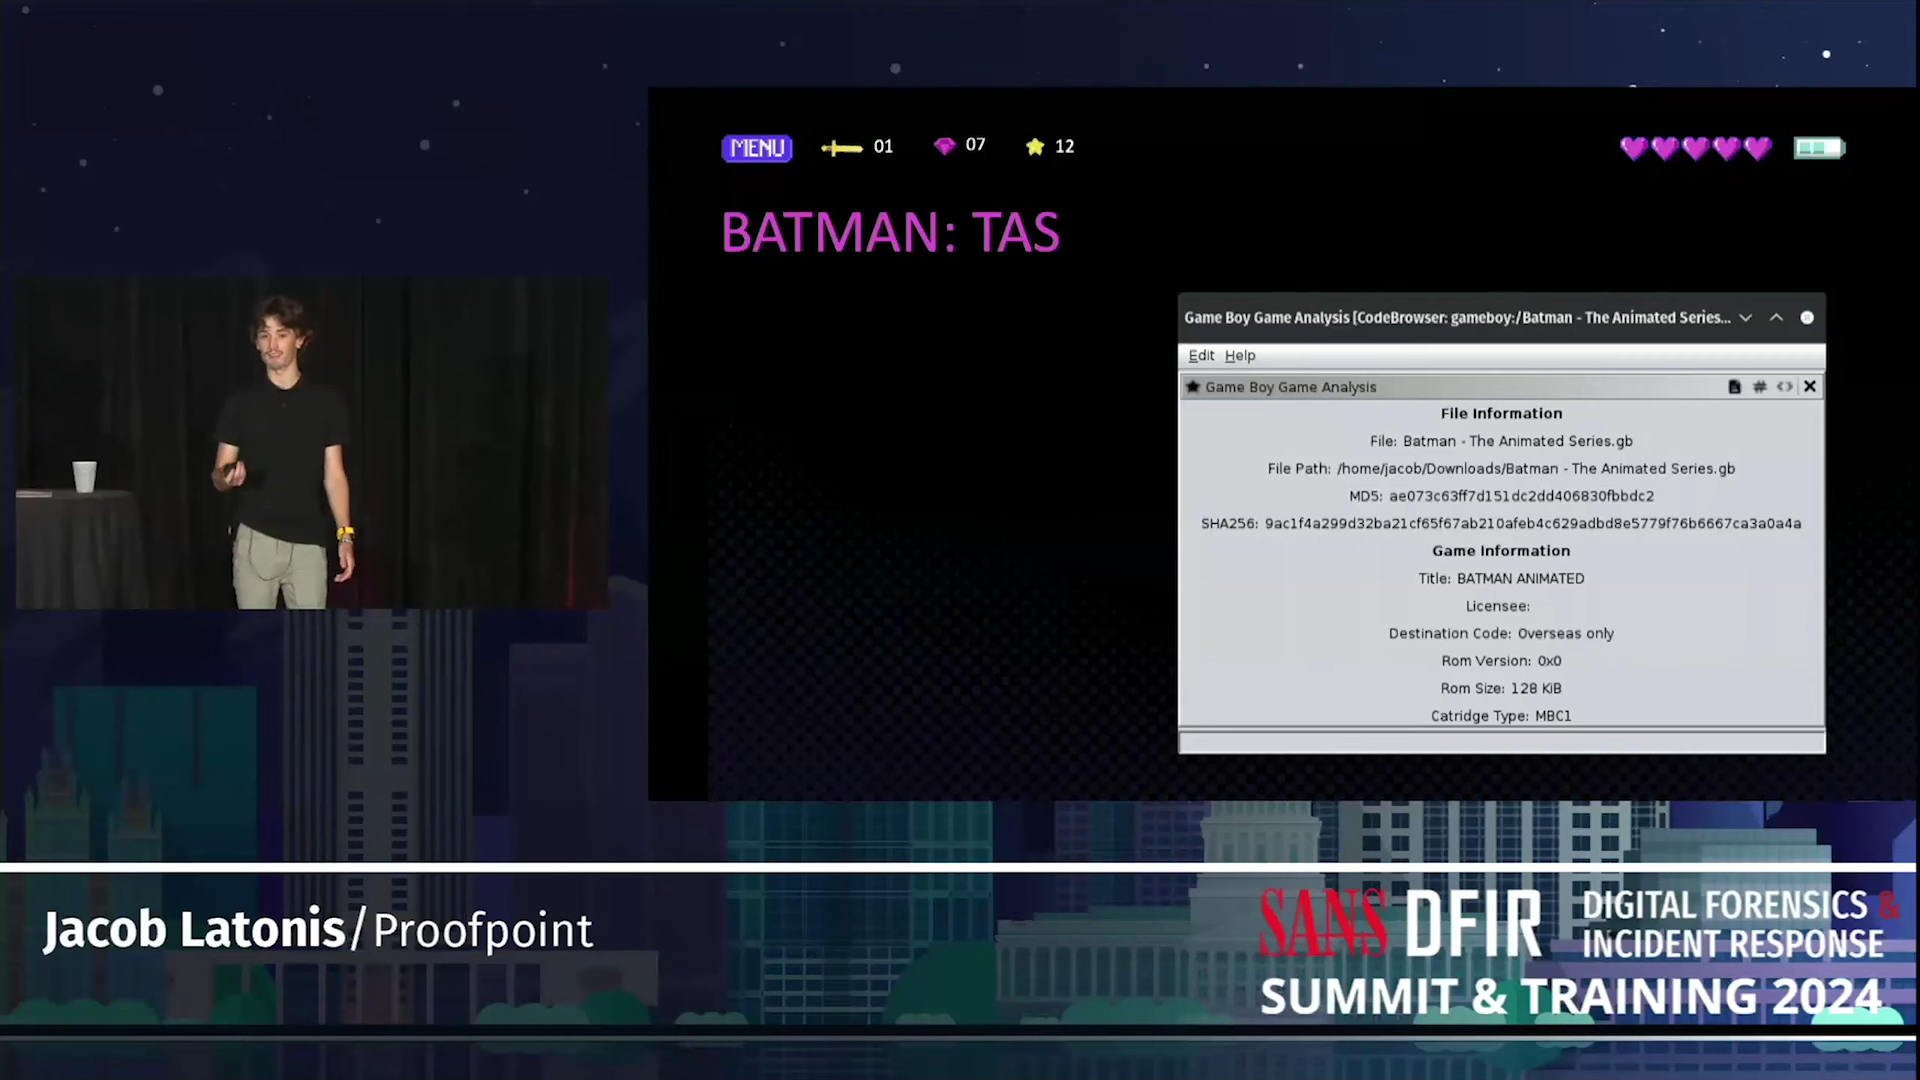 MENU 01 07 12
BATMAN: TAS
Game Boy Game Analysis [CodeBrowser: gameboy:/Batman - The Animated Series...
Edit Help
Game Boy Game Analysis
File Information
File: Batman - The Animated Series.gb
File Path: /home/jacob/Downloads/Batman - The Animated Series.gb
MD5: ae073c63ff7d151dc2dd406830fbbdc2
SHA256: 9ac1f4a299d32ba21cf65f67ab210afeb4c629adbd8e5779f76b6667ca3a0a4a
Game Information
Title: BATMAN ANIMATED
Licensee:
Destination Code: Overseas only
Rom Version: 0x0
Rom Size: 128 KiB
Catridge Type: MBC1
Jacob Latonis/Proofpoint
SANS DFIR
DIGITAL FORENSICS &
INCIDENT RESPONSE
SUMMIT & TRAINING 2024